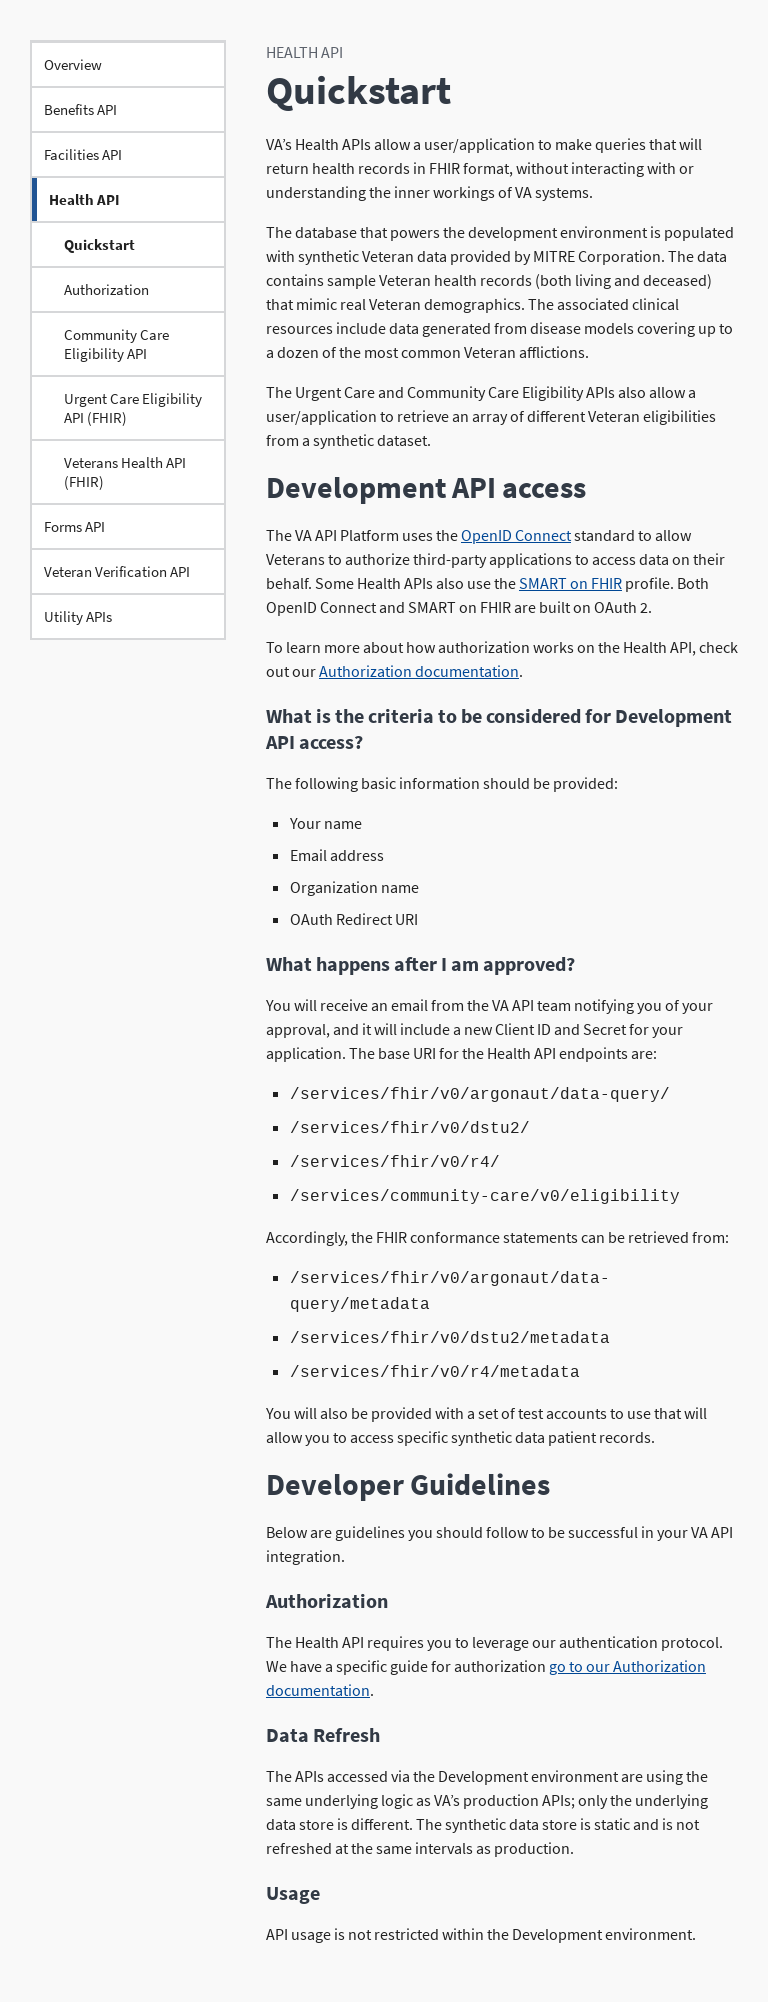 Overview
Benefits API
Facilities API
Health API
Quickstart
Authorization
Community Care
Eligibility API
Urgent Care Eligibility
API (FHIR)
Veterans Health API
(FHIR)
Forms API
Veteran Verification API
Utility APIs
HEALTH API
Quickstart
VA’s Health APIs allow a user/application to make queries that will
return health records in FHIR format, without interacting with or
understanding the inner workings of VA systems.
The database that powers the development environment is populated
with synthetic Veteran data provided by MITRE Corporation. The data
contains sample Veteran health records (both living and deceased)
that mimic real Veteran demographics. The associated clinical
resources include data generated from disease models covering up to
a dozen of the most common Veteran afflictions.
The Urgent Care and Community Care Eligibility APIs also allow a
user/application to retrieve an array of different Veteran eligibilities
from a synthetic dataset.
Development API access
The VA API Platform uses the OpenID Connect standard to allow
Veterans to authorize third-party applications to access data on their
behalf. Some Health APIs also use the SMART on FHIR profile. Both
OpenID Connect and SMART on FHIR are built on OAuth 2.
To learn more about how authorization works on the Health API, check
out our Authorization documentation.
What is the criteria to be considered for Development
API access?
The following basic information should be provided:
Your name
Email address
Organization name
OAuth Redirect URI
What happens after I am approved?
You will receive an email from the VA API team notifying you of your
approval, and it will include a new Client ID and Secret for your
application. The base URI for the Health API endpoints are:
/services/fhir/v0/argonaut/data-query/
/services/fhir/v0/dstu2/
/services/fhir/v0/r4/
/services/community-care/v0/eligibility
Accordingly, the FHIR conformance statements can be retrieved from:
/services/fhir/v0/argonaut/data-
query/metadata
/services/fhir/v0/dstu2/metadata
/services/fhir/v0/r4/metadata
You will also be provided with a set of test accounts to use that will
allow you to access specific synthetic data patient records.
Developer Guidelines
Below are guidelines you should follow to be successful in your VA API
integration.
Authorization
The Health API requires you to leverage our authentication protocol.
We have a specific guide for authorization go to our Authorization
documentation.
Data Refresh
The APIs accessed via the Development environment are using the
same underlying logic as VA’s production APIs; only the underlying
data store is different. The synthetic data store is static and is not
refreshed at the same intervals as production.
Usage
API usage is not restricted within the Development environment.